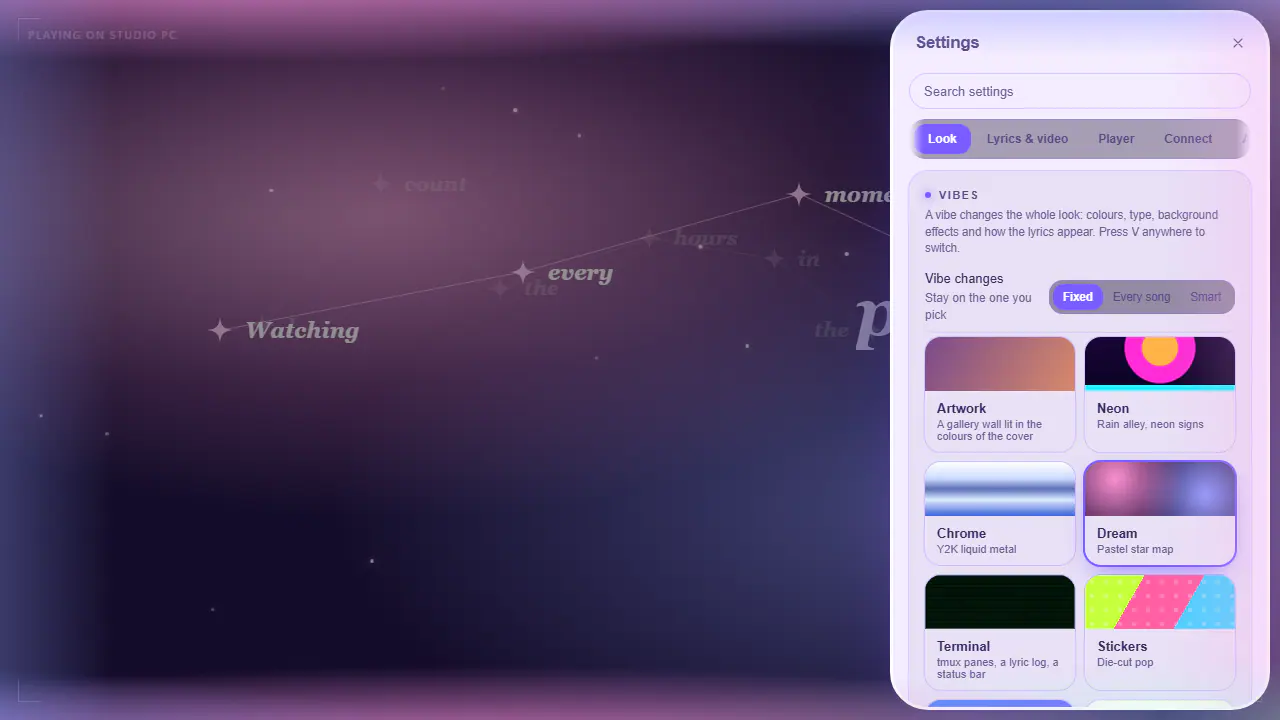 PLAYING ON STUDIO PC
count
mome
hours
in
every
the
Watching
the p
Settings
Search settings
Look
Lyrics & video
Player
Connect
VIBES
A vibe changes the whole look: colours, type, background
effects and how the lyrics appear. Press V anywhere to
switch.
Vibe changes
Stay on the one you
pick
Fixed
Every song
Smart
Artwork
A gallery wall lit in the
colours of the cover
Neon
Rain alley, neon signs
Chrome
Y2K liquid metal
Dream
Pastel star map
Terminal
tmux panes, a lyric log, a
status bar
Stickers
Die-cut pop